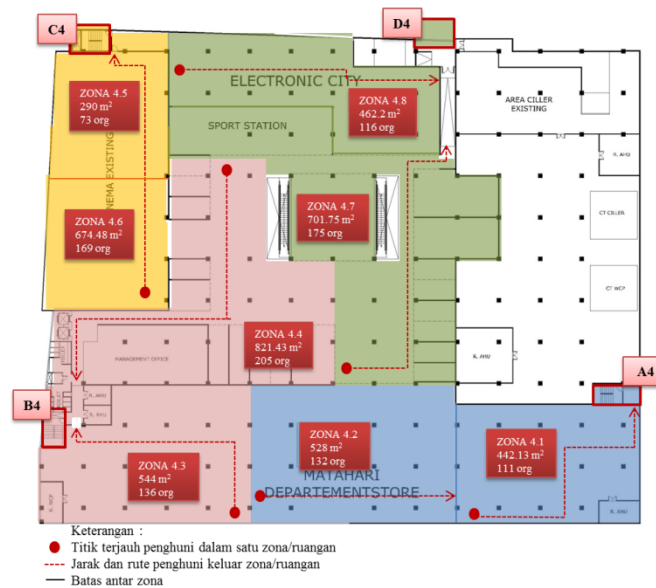 C4
D4
ZONA 4.5
290 m²
73 org
ELECTRONIC CITY
ZONA 4.8
462.2 m²
116 org
AREA CILLER
EXISTING
SPORT STATION
R. AHU
NEMA EXISTING
ZONA 4.6
674.48 m²
169 org
ZONA 4.7
701.75 m²
175 org
CT CILLER
CT WCP
ZONA 4.4
821.43 m²
205 org
MANAGEMENT OFFICE
R. AHU
A4
B4
R. AHU
R. AHU
ZONA 4.3
544 m²
136 org
ZONA 4.2
528 m²
132 org
ZONA 4.1
442.13 m²
111 org
MATAHARI
DEPARTEMENTSTORE
R. WCP
R. AHU
Keterangan :
Titik terjauh penghuni dalam satu zona/ruangan
Jarak dan rute penghuni keluar zona/ruangan
Batas antar zona